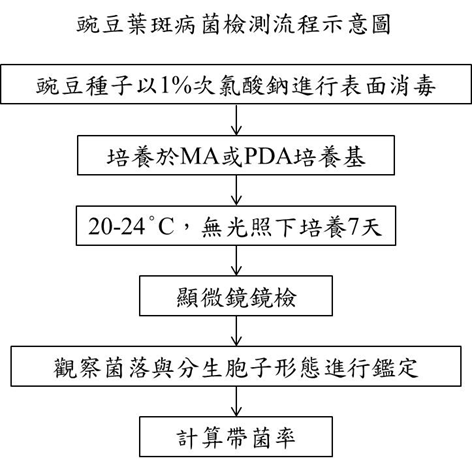 豌豆葉斑病菌檢測流程示意圖
豌豆種子以1%次氯酸鈉進行表面消毒
培養於MA或PDA培養基
20-24°C，無光照下培養7天
顯微鏡鏡檢
觀察菌落與分生胞子形態進行鑑定
計算帶菌率